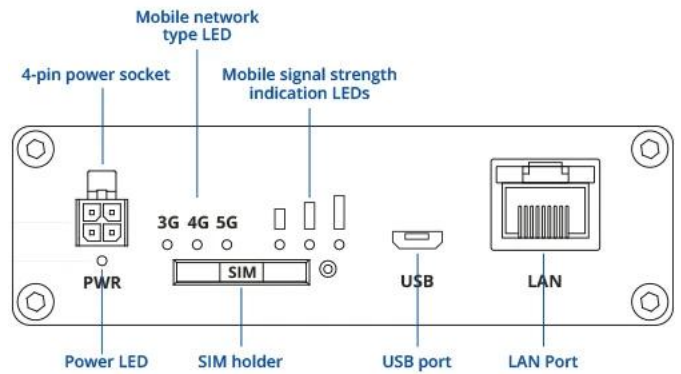 Mobile network
type LED
4-pin power socket
Mobile signal strength
indication LEDs
3G 4G 5G
SIM
PWR
USB
LAN
Power LED
SIM holder
USB port
LAN Port